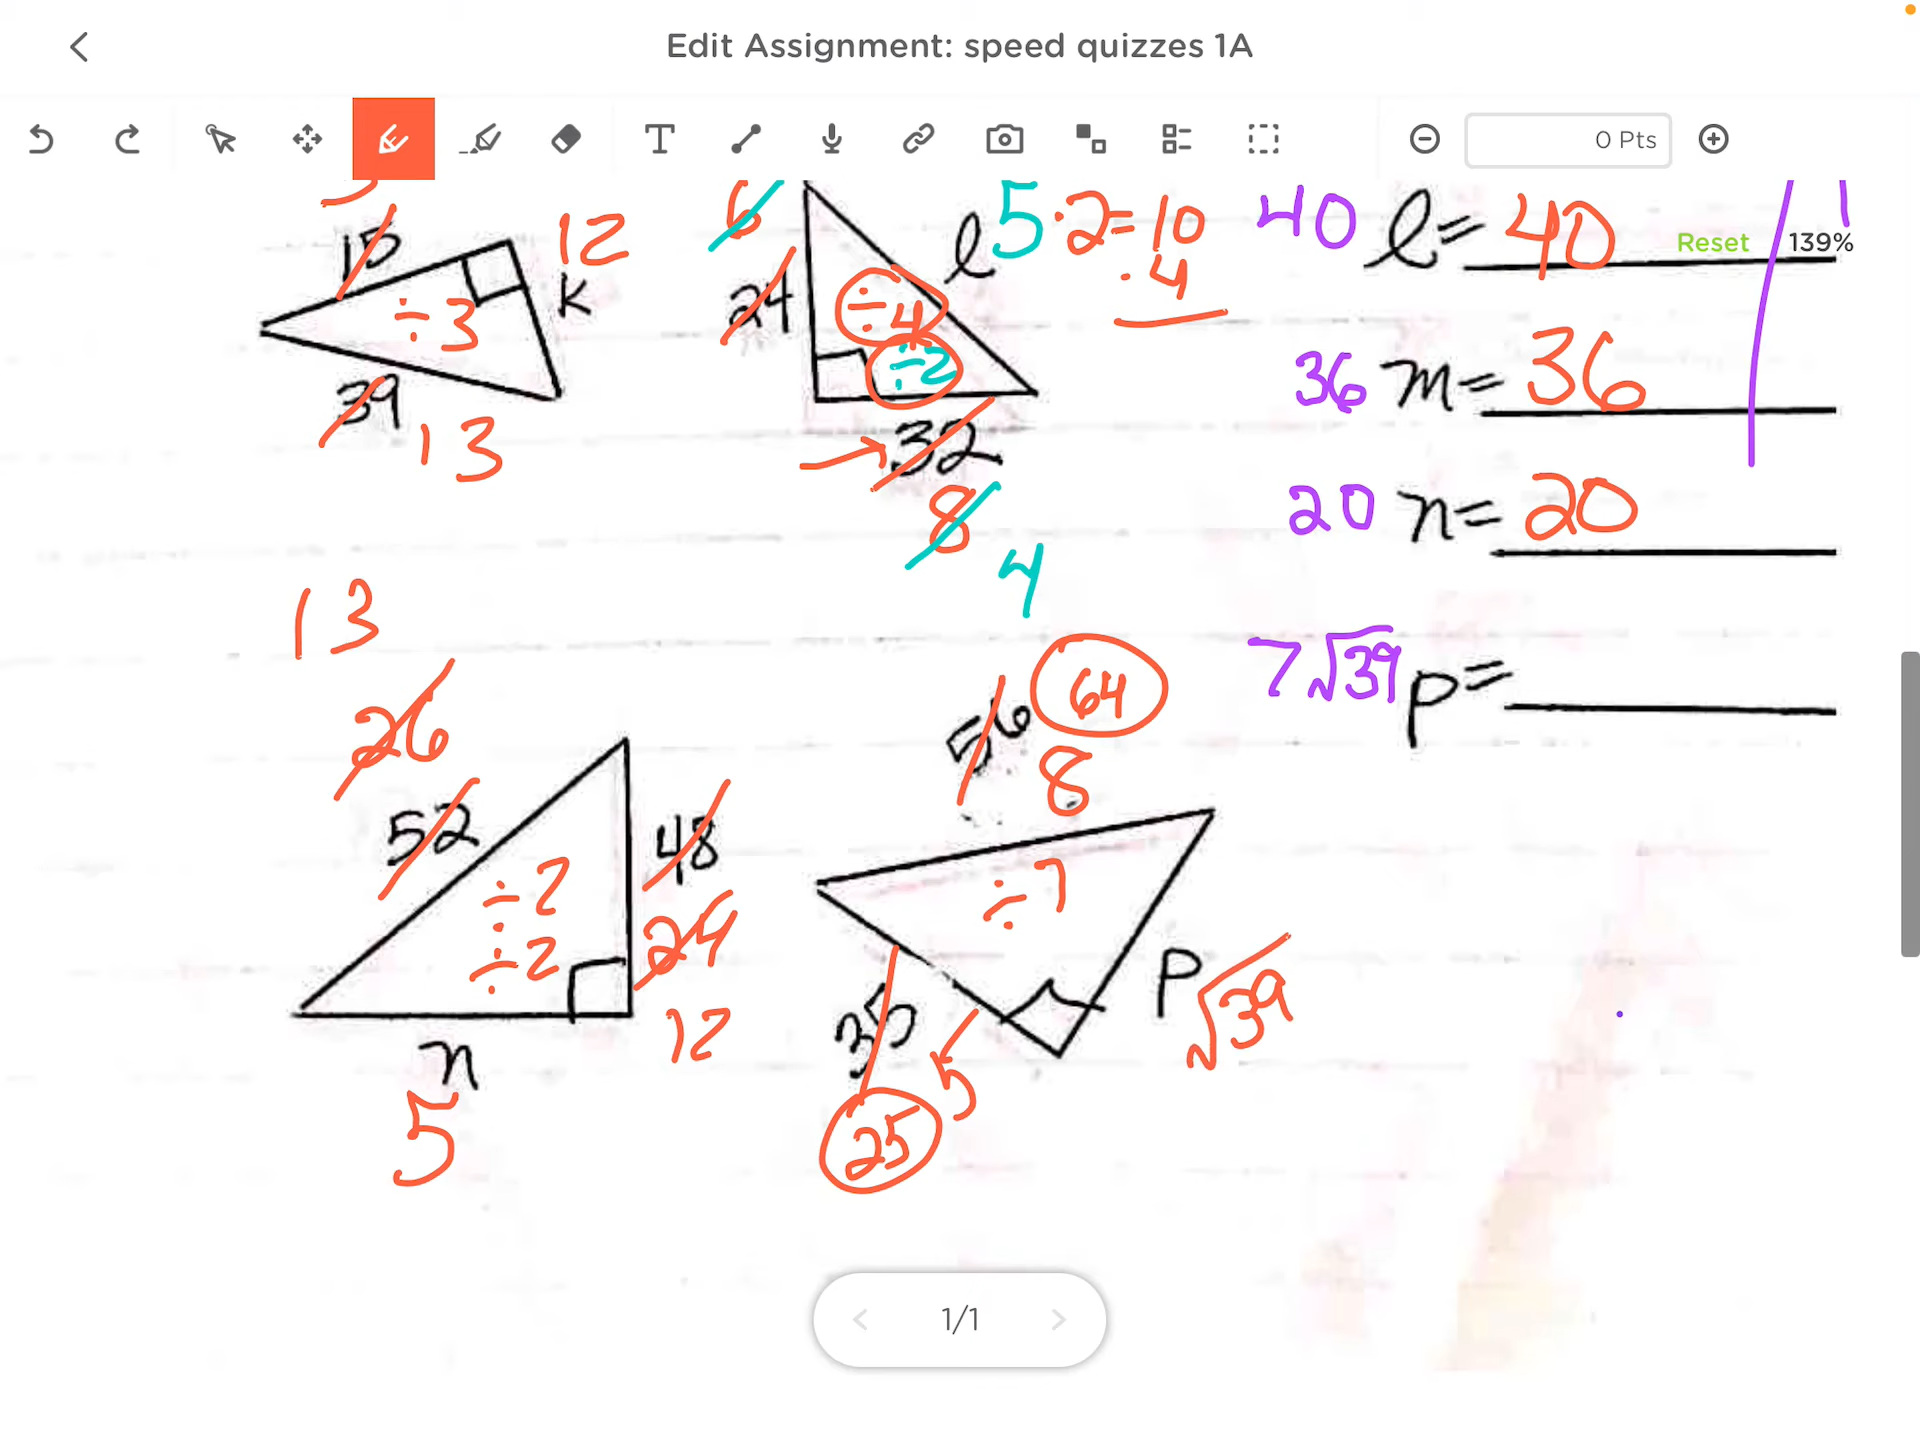 Edit Assignment: speed quizzes 1A
T
0 Pts
Reset 139%
15
12
÷3
K
39
13
6
24
l
5 · 2 = 10
· 4
÷4
÷2
32
8
4
40 l = 40
36 m = 36
20 n = 20
7√39 p =
13
26
52
48
÷2
÷2
24
12
n
5
56 64
8
÷7
35
5
25
p
√39
1/1